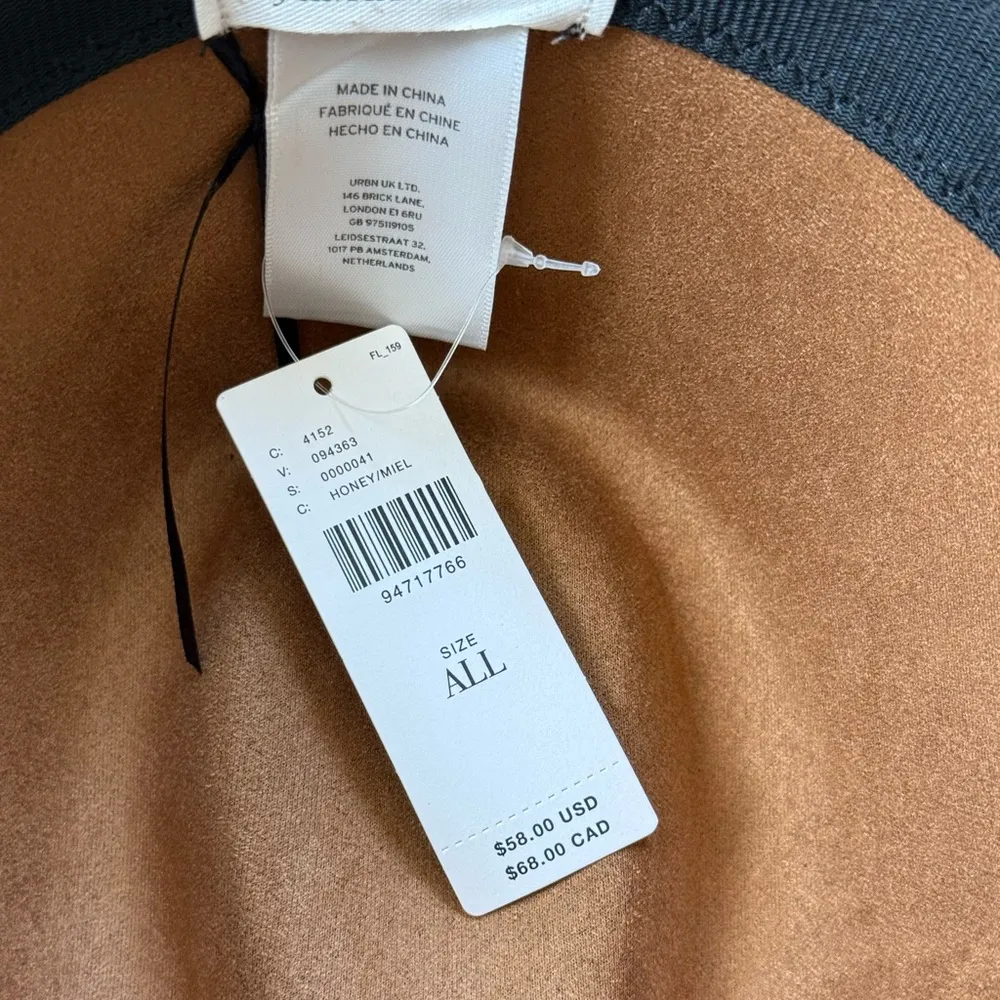 MADE IN CHINA
FABRIQUÉ EN CHINE
HECHO EN CHINA
URBN UK LTD.
146 BRICK LANE,
LONDON E1 6RU
GB 975119105
LEIDSESTRAAT 32,
1017 PB AMSTERDAM,
NETHERLANDS
FL_159
C: 4152
V: 094363
S: 0000041
C: HONEY/MIEL
94717766
SIZE
ALL
$58.00 USD
$68.00 CAD